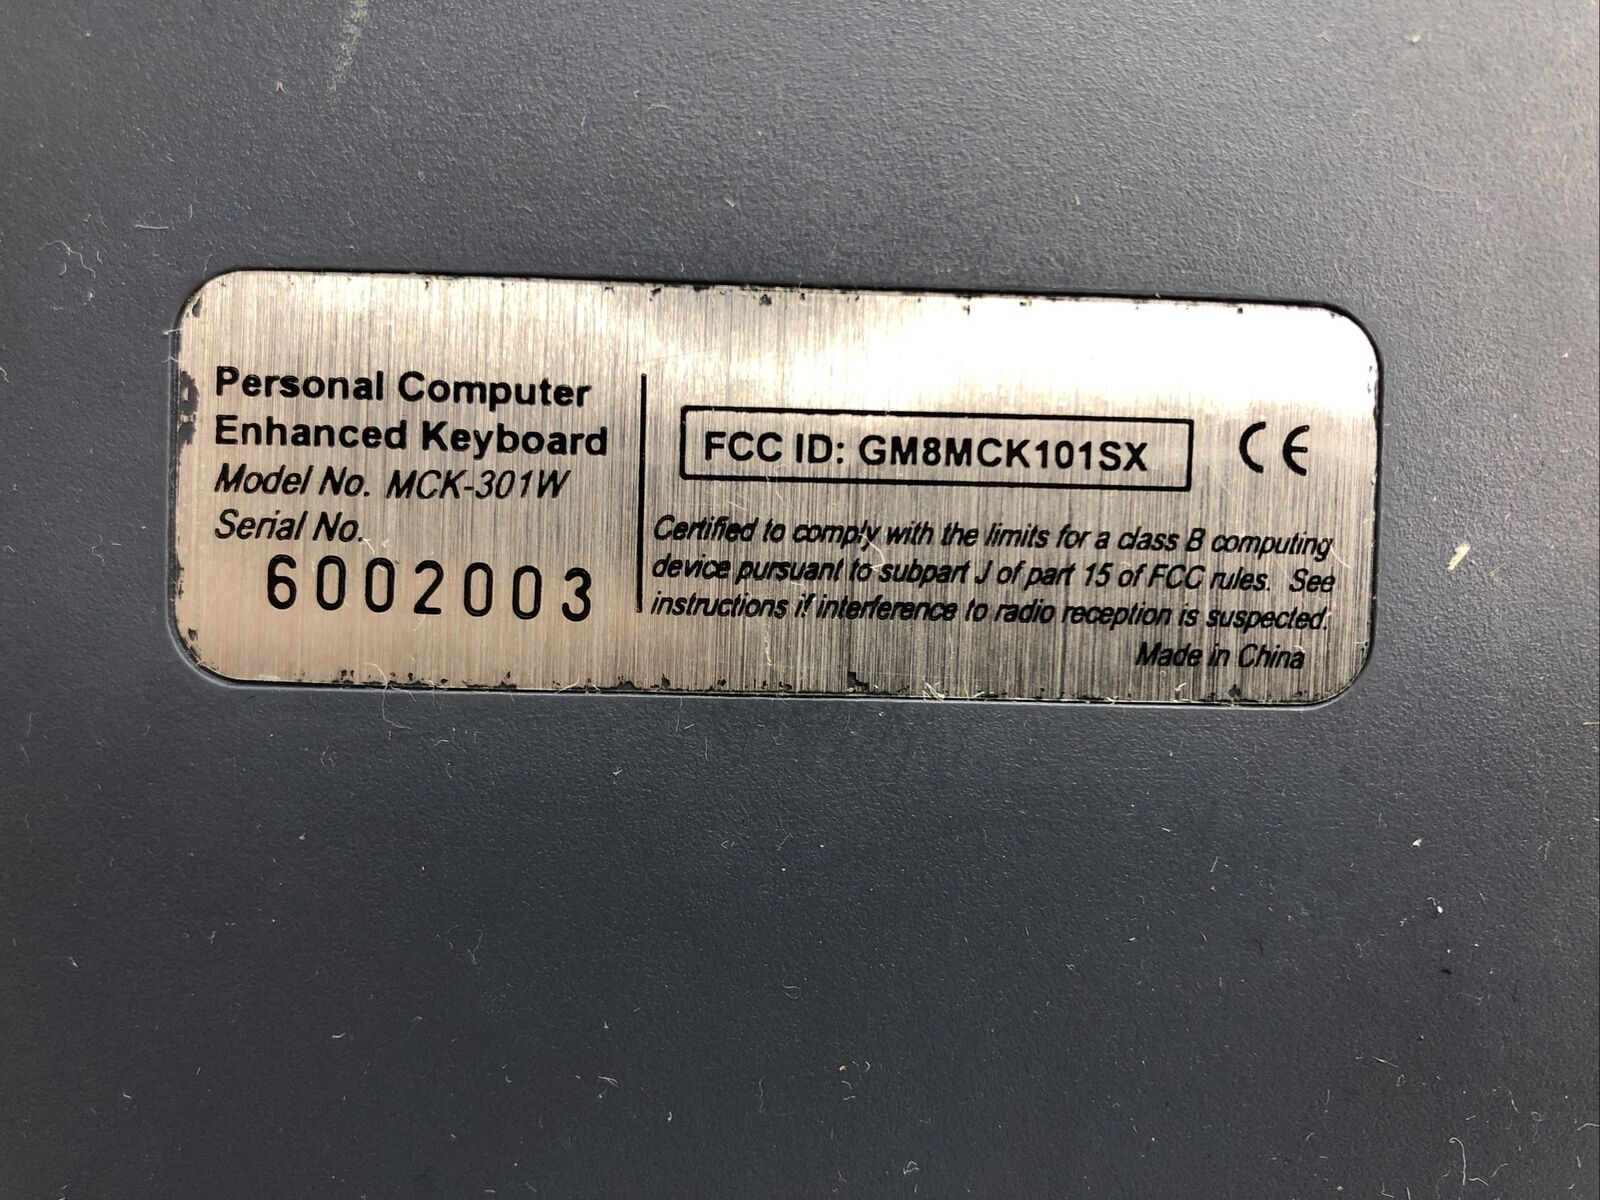 Personal Computer
Enhanced Keyboard
Model No. MCK-301W
Serial No.
6002003
FCC ID: GM8MCK101SX
CE
Certified to comply with the limits for a class B computing
device pursuant to subpart J of part 15 of FCC rules. See
instructions if interference to radio reception is suspected.
Made in China